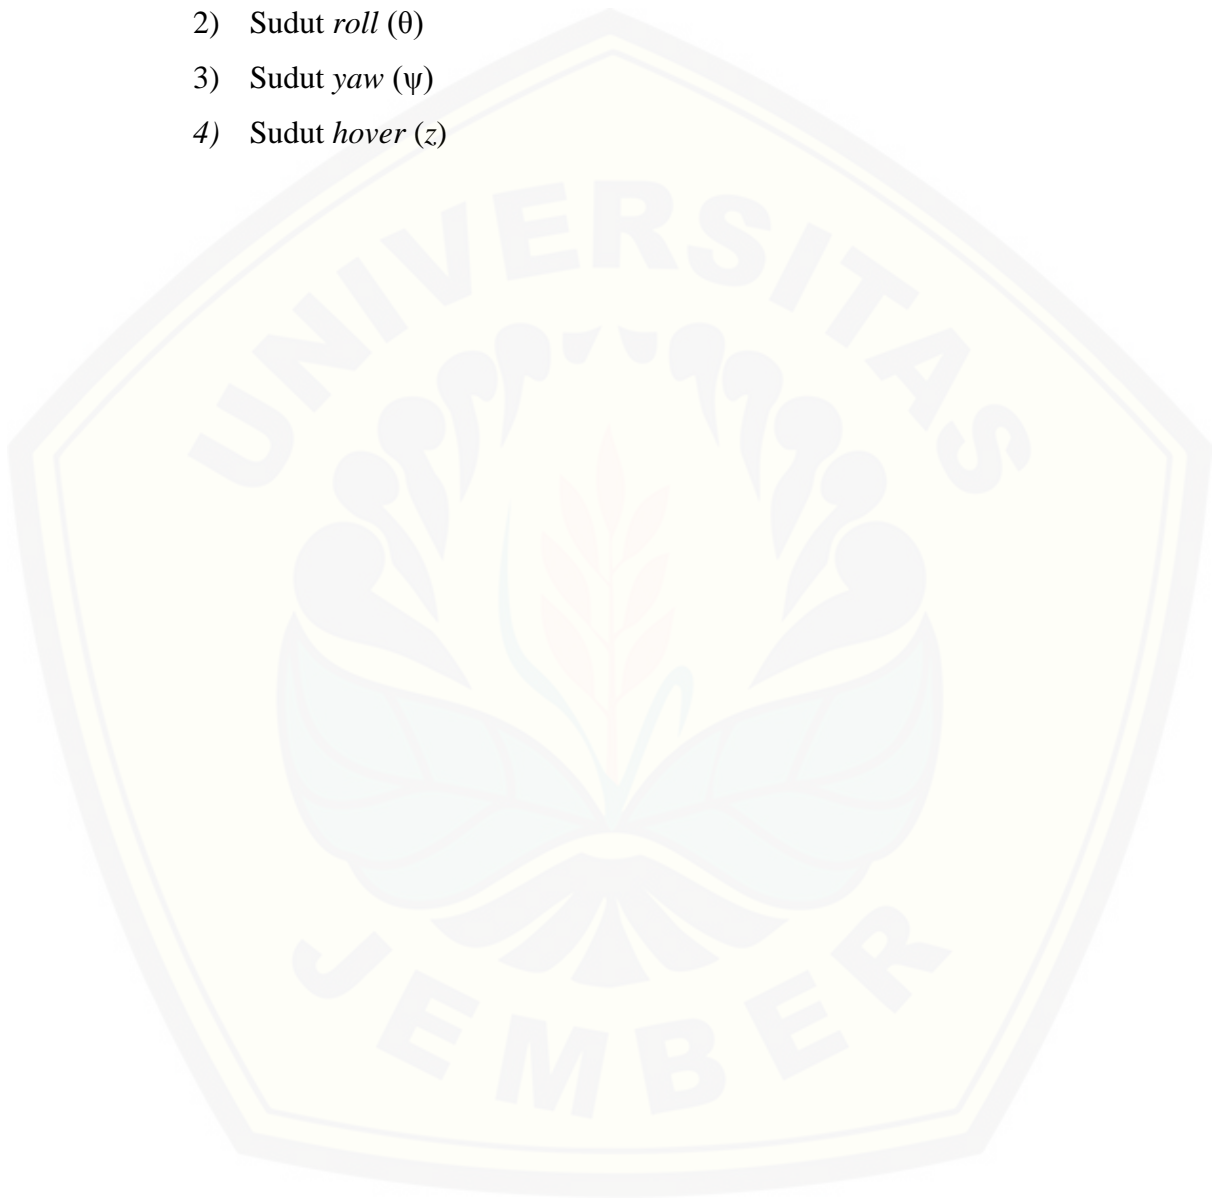 2) Sudut roll (θ)
3) Sudut yaw (ψ)
4) Sudut hover (z)
UNIVERSITAS
JEMBER